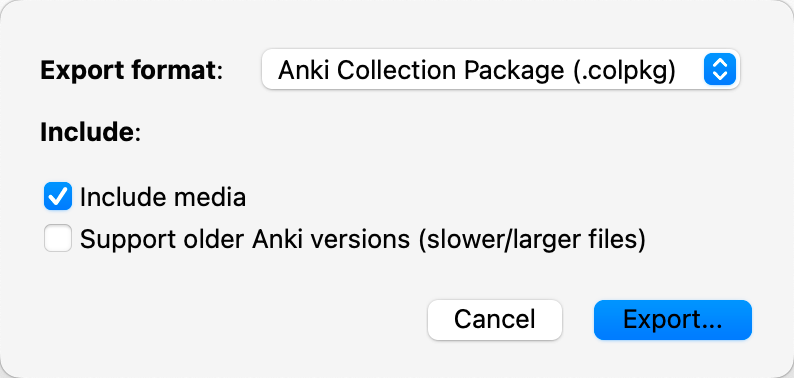 Export format: Anki Collection Package (.colpkg)
Include:
Include media
Support older Anki versions (slower/larger files)
Cancel Export...